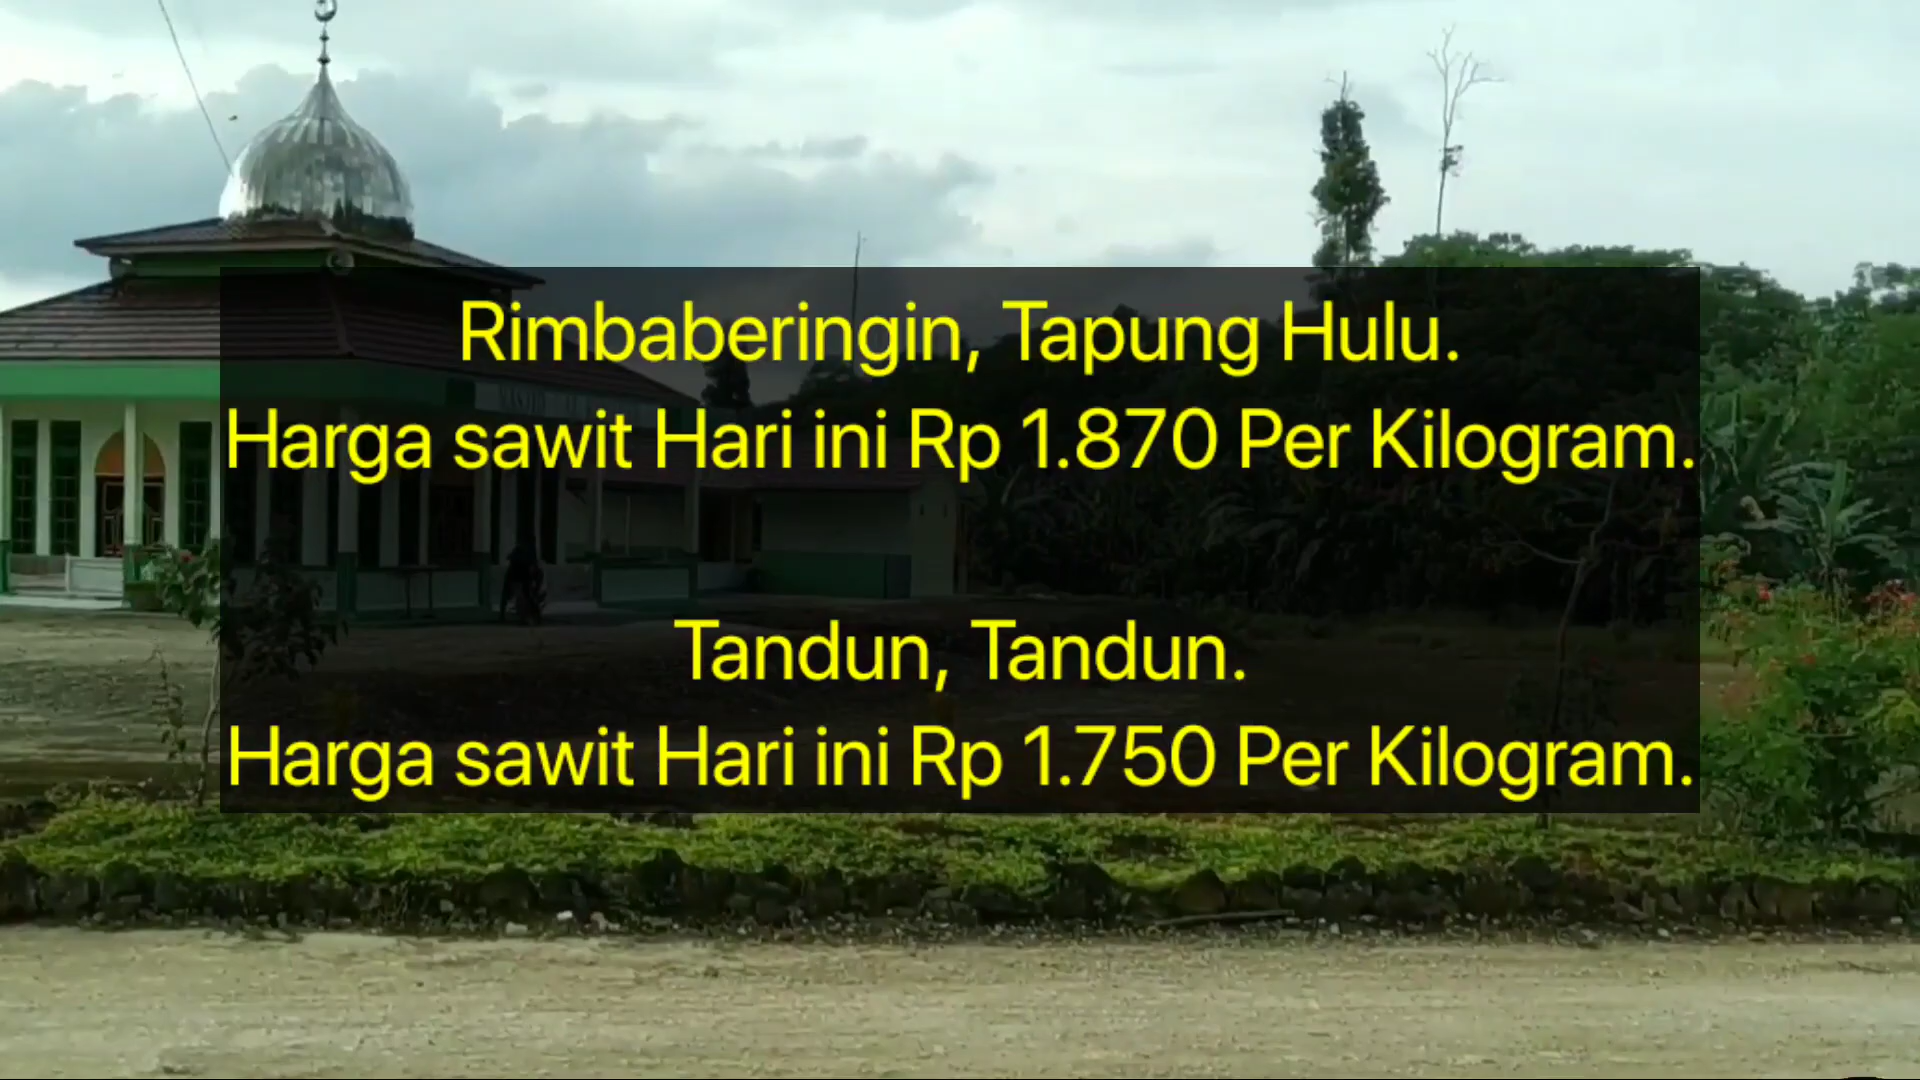 Rimbaberingin, Tapung Hulu.
Harga sawit Hari ini Rp 1.870 Per Kilogram.
Tandun, Tandun.
Harga sawit Hari ini Rp 1.750 Per Kilogram.